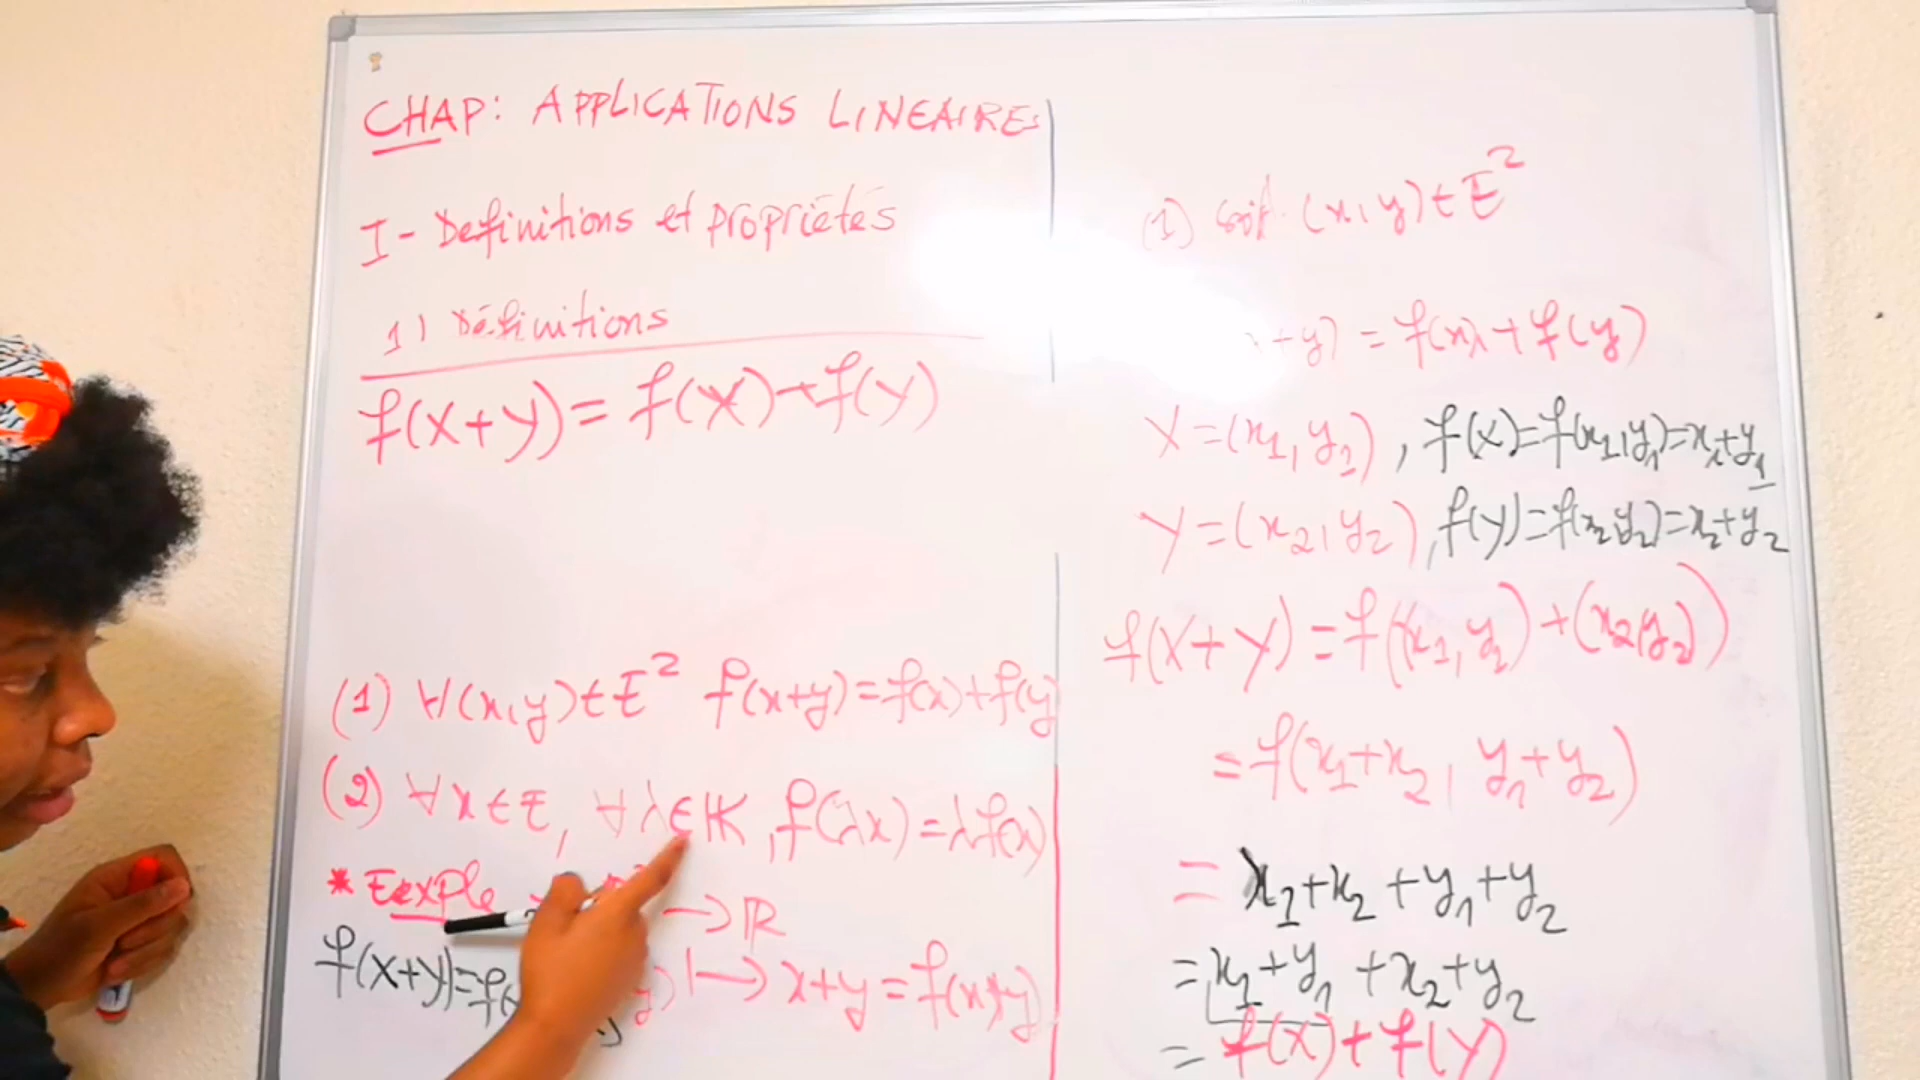 CHAP: APPLICATIONS LINEAIRES
I - Definitions et propriétés
1) Définitions
f(X+Y) = f(X)+f(Y)
(1) ∀(x,y)∈E² f(x+y)=f(x)+f(y)
(2) ∀x∈E, ∀λ∈𝕂, f(λx)=λf(x)
* Exple → ℝ
y) ↦ x+y = f(x,y)
f(X+Y)=f(
(1) soit (x,y)∈E²
+y) = f(x)+f(y)
X=(x₁,y₁), f(X)=f(x₁,y₁)=x₁+y₁
Y=(x₂,y₂), f(Y)=f(x₂,y₂)=x₂+y₂
f(X+Y)=f((x₁,y₁)+(x₂,y₂))
=f(x₁+x₂, y₁+y₂)
= x₁+x₂+y₁+y₂
= x₁+y₁+x₂+y₂
= f(X)+f(Y)